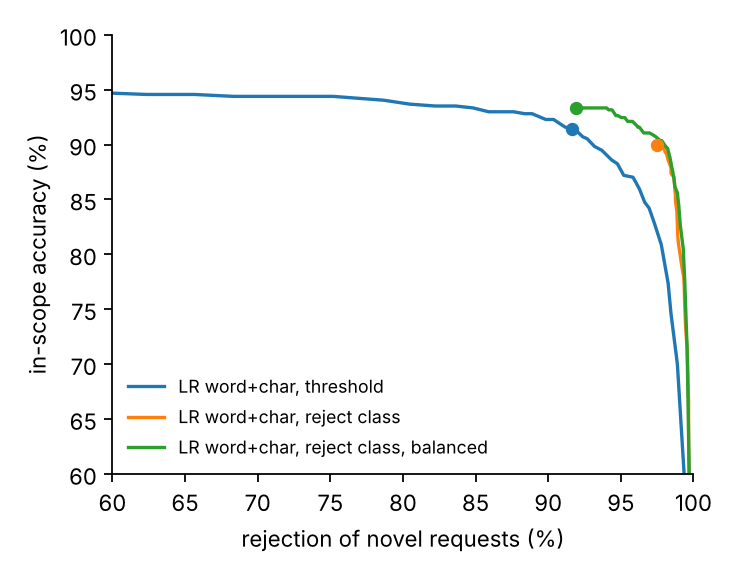 100
95
90
85
80
75
70
65
60
in-scope accuracy (%)
LR word+char, threshold
LR word+char, reject class
LR word+char, reject class, balanced
60 65 70 75 80 85 90 95 100
rejection of novel requests (%)